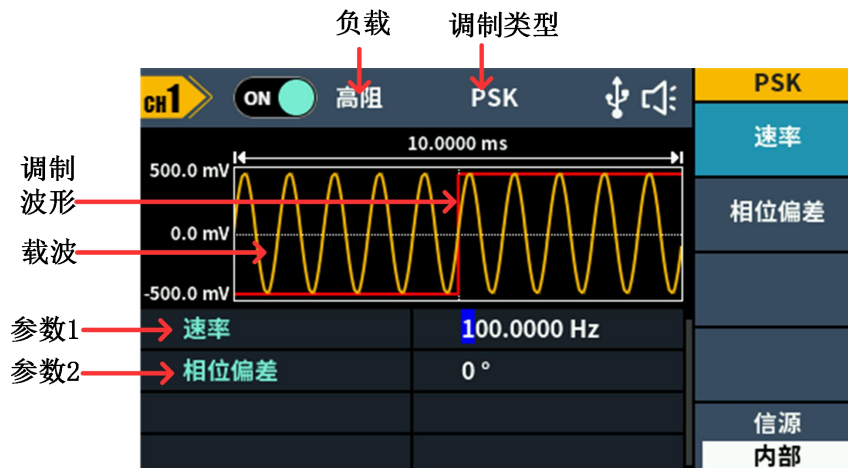 负载 调制类型
CH1 ON 高阻 PSK
PSK
速率
相位偏差
信源
内部
10.0000 ms
500.0 mV
0.0 mV
-500.0 mV
调制
波形
载波
参数1 速率 100.0000 Hz
参数2 相位偏差 0 °